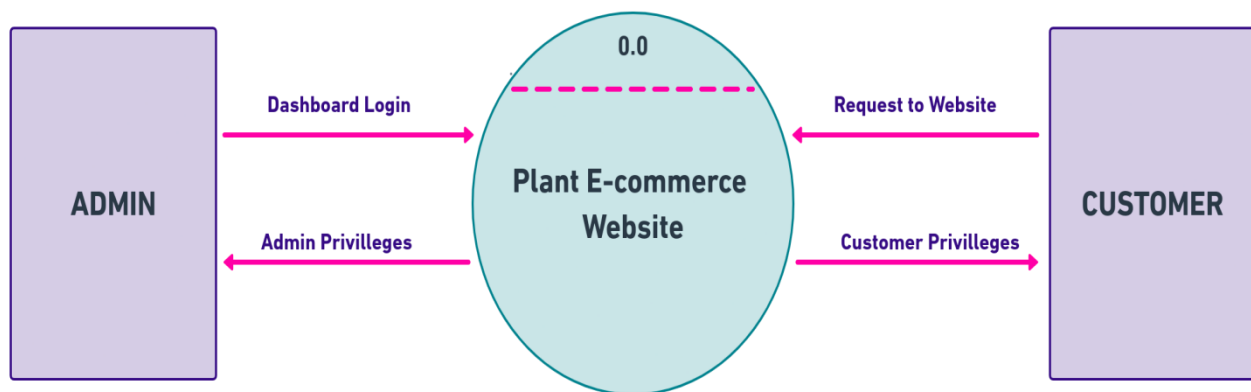 0.0
Dashboard Login
Request to Website
ADMIN
Plant E-commerce
Website
CUSTOMER
Admin Privilleges
Customer Privilleges